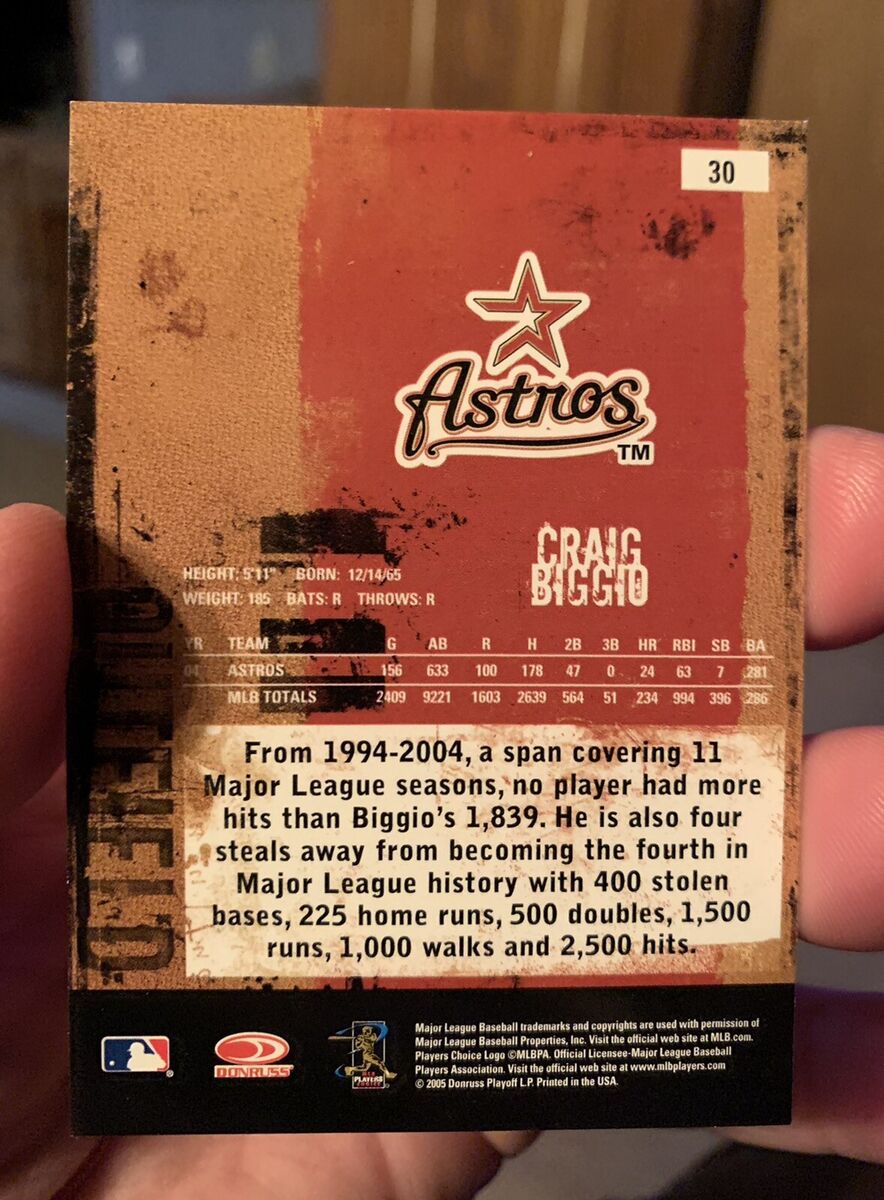 30
Astros
TM
CRAIG
BIGGIO
HEIGHT: 5'11" BORN: 12/14/65
WEIGHT: 185 BATS: R THROWS: R
YR TEAM G AB R H 2B 3B HR RBI SB BA
04 ASTROS 156 633 100 178 47 0 24 63 7 .281
MLB TOTALS 2409 9221 1603 2639 564 51 234 994 396 .286
OUTFIELD
From 1994-2004, a span covering 11
Major League seasons, no player had more
hits than Biggio's 1,839. He is also four
steals away from becoming the fourth in
Major League history with 400 stolen
bases, 225 home runs, 500 doubles, 1,500
runs, 1,000 walks and 2,500 hits.
DONRUSS
PLAYERS
CHOICE
Major League Baseball trademarks and copyrights are used with permission of
Major League Baseball Properties, Inc. Visit the official web site at MLB.com.
Players Choice Logo ©MLBPA. Official Licensee-Major League Baseball
Players Association. Visit the official web site at www.mlbplayers.com
© 2005 Donruss Playoff L.P. Printed in the USA.